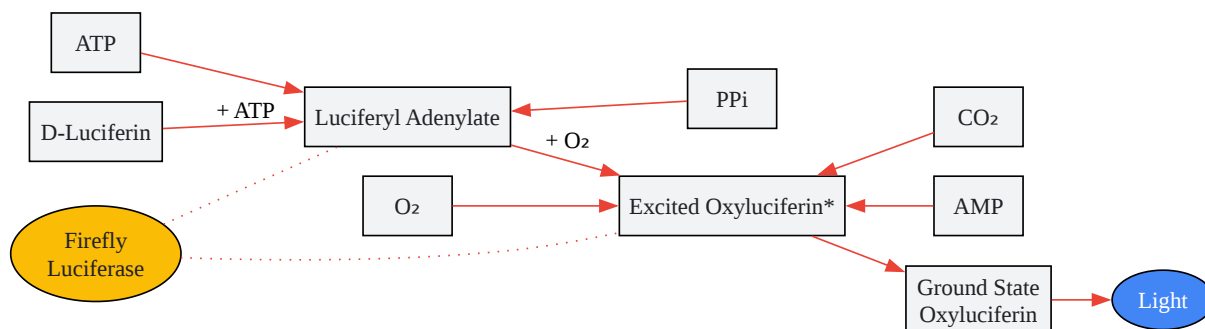 ATP
D-Luciferin
+ ATP
Luciferyl Adenylate
PPi
CO₂
+ O₂
O₂
Excited Oxyluciferin*
AMP
Firefly
Luciferase
Ground State
Oxyluciferin
Light